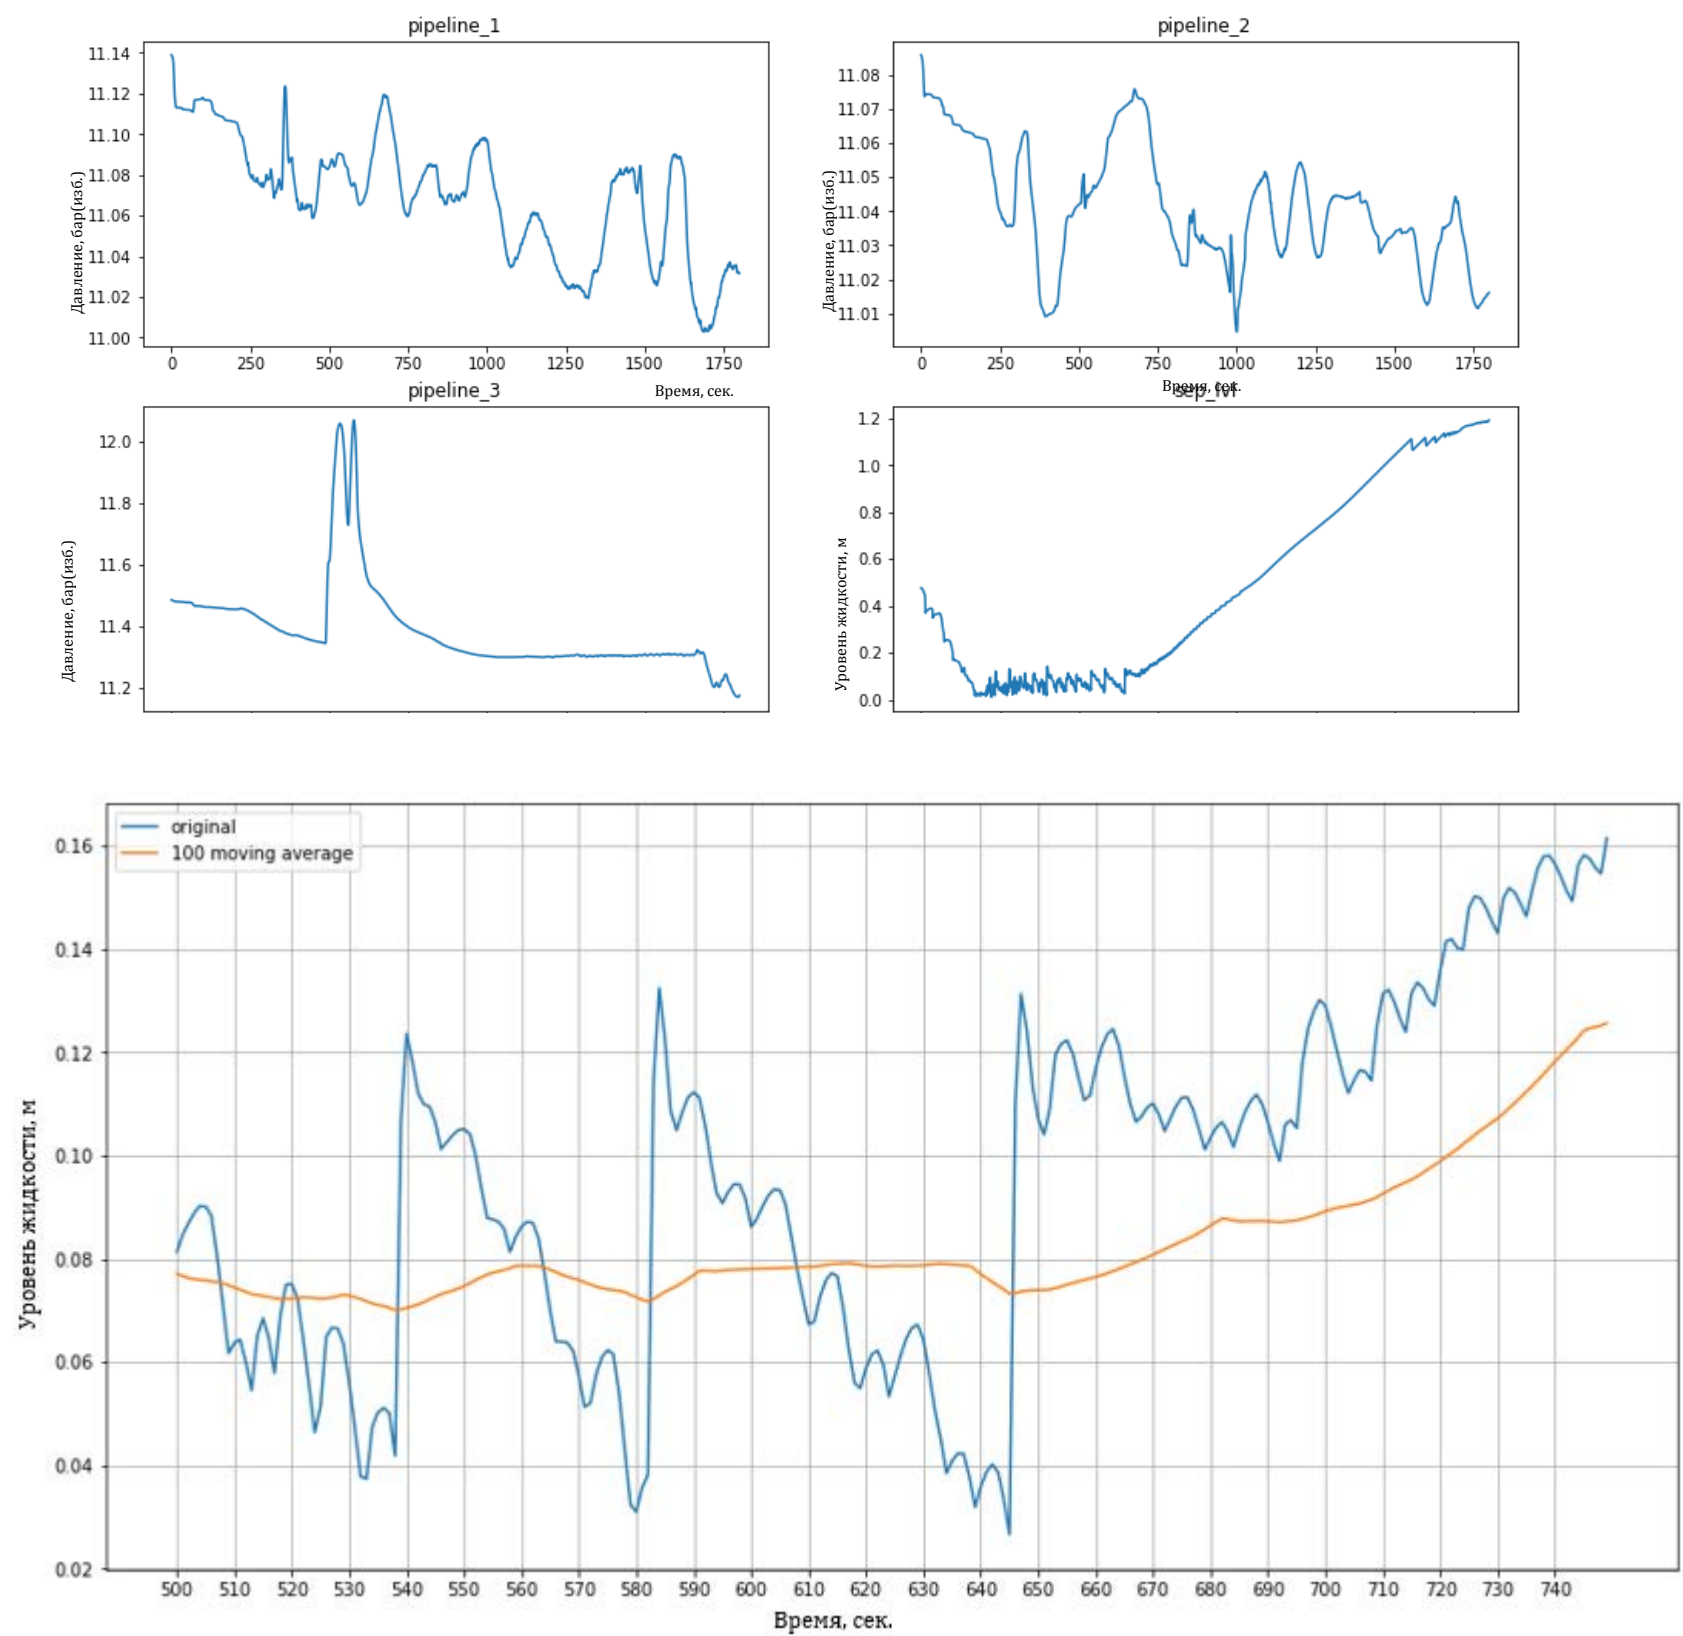 pipeline_1
pipeline_2
11.14
11.12
11.10
11.08
11.06
11.04
11.02
11.00
Давление, бар(изб.)
0 250 500 750 1000 1250 1500 1750
Время, сек.
11.08
11.07
11.06
11.05
11.04
11.03
11.02
11.01
Давление, бар(изб.)
0 250 500 750 1000 1250 1500 1750
Время, сек.
pipeline_3
sep_lvl
12.0
11.8
11.6
11.4
11.2
Давление, бар(изб.)
1.2
1.0
0.8
0.6
0.4
0.2
0.0
Уровень жидкости, м
original
100 moving average
0.16
0.14
0.12
0.10
0.08
0.06
0.04
0.02
Уровень жидкости, м
500 510 520 530 540 550 560 570 580 590 600 610 620 630 640 650 660 670 680 690 700 710 720 730 740
Время, сек.